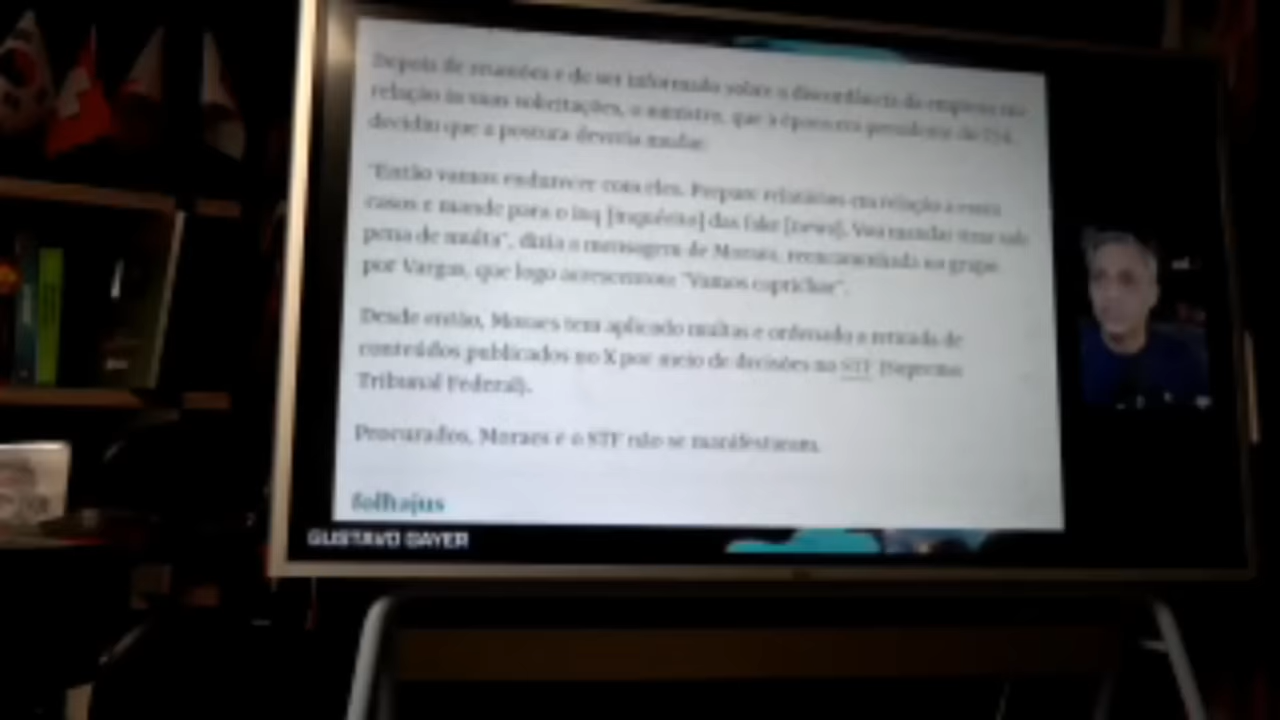 Depois de reuniões e de ser informado sobre a discordância da empresa em
relação às suas solicitações, o ministro, que à época era presidente do TSE,
decidiu que a postura deveria mudar.
"Então vamos endurecer com eles. Prepare relatórios em relação a esses
casos e mande para o inq [inquérito] das fake [news]. Vou mandar tirar sob
pena de multa", dizia a mensagem de Moraes, reencaminhada no grupo
por Vargas, que logo acrescentou: "Vamos caprichar".
Desde então, Moraes tem aplicado multas e ordenado a retirada de
conteúdos publicados no X por meio de decisões no STF (Supremo
Tribunal Federal).
Procurados, Moraes e o STF não se manifestaram.
folhajus
GUSTAVO GAYER